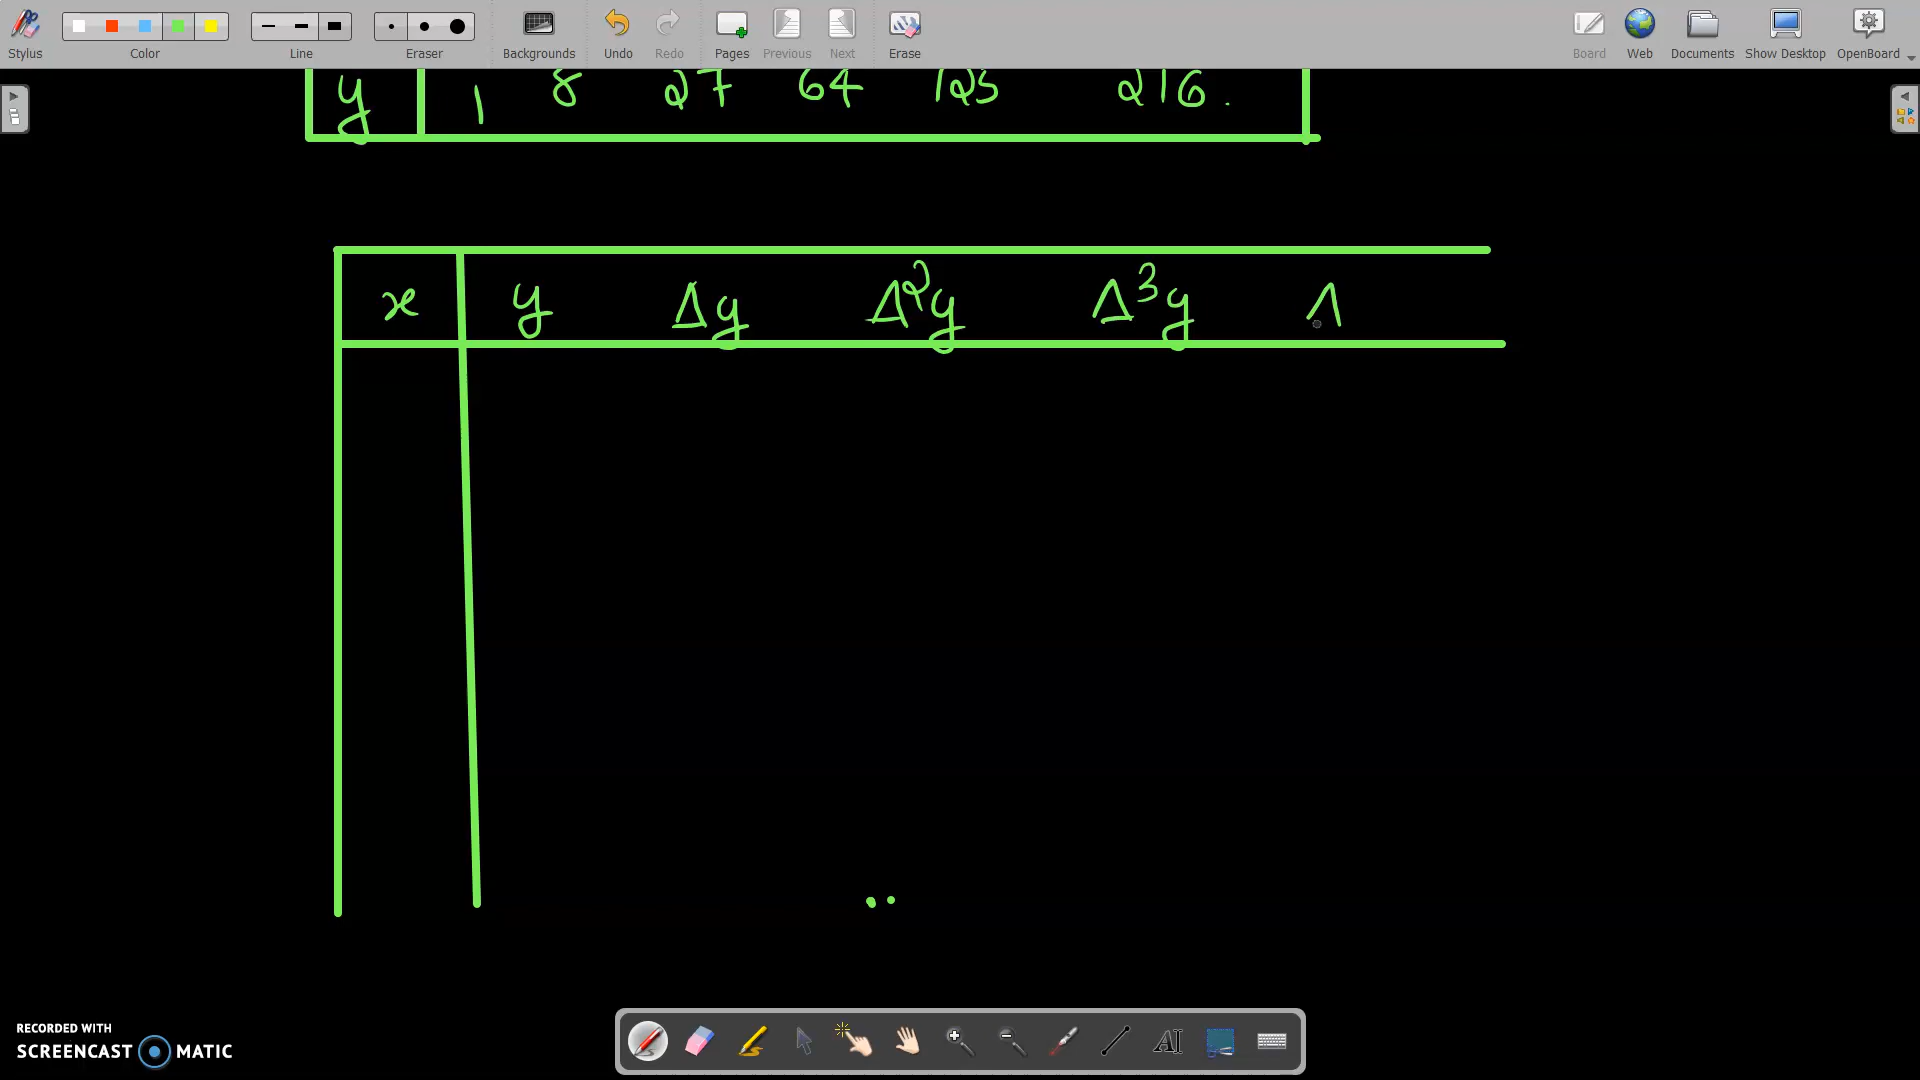 Stylus Color Line Eraser Backgrounds Undo Redo Pages Previous Next Erase Board Web Documents Show Desktop OpenBoard
y 1 8 27 64 125 216.
x y Δy Δ²y Δ³y Λ
RECORDED WITH
SCREENCAST MATIC